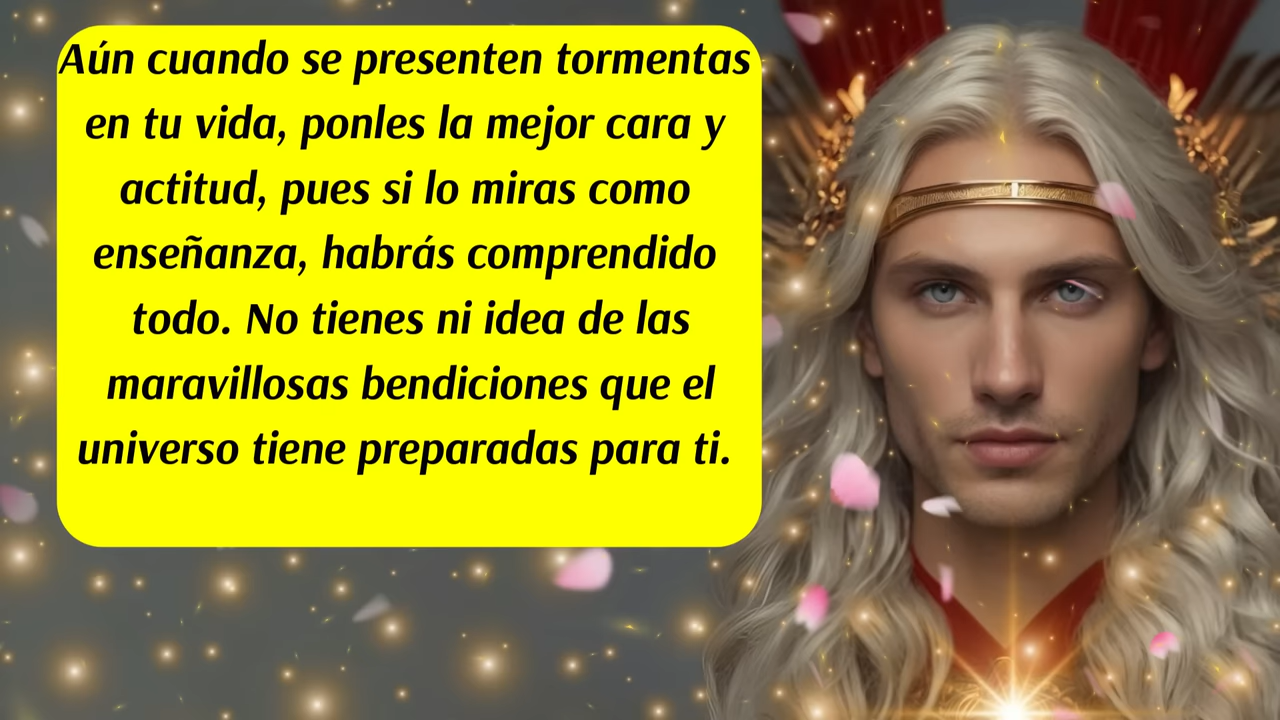 Aún cuando se presenten tormentas
en tu vida, ponles la mejor cara y
actitud, pues si lo miras como
enseñanza, habrás comprendido
todo. No tienes ni idea de las
maravillosas bendiciones que el
universo tiene preparadas para ti.